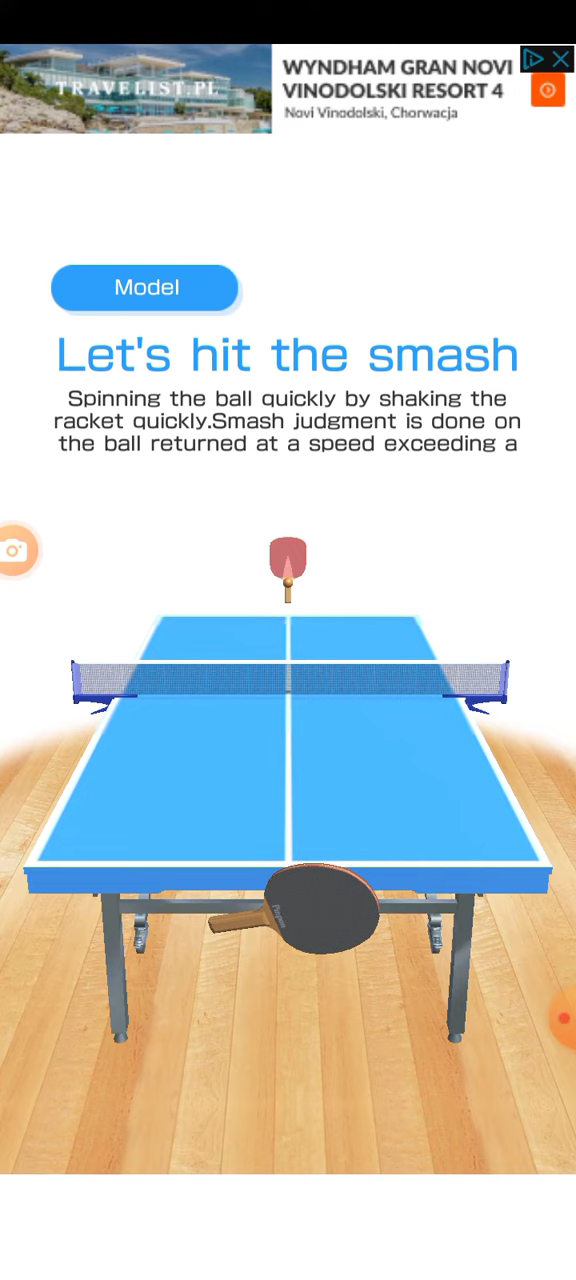 TRAVELIST.PL
WYNDHAM GRAN NOVI
VINODOLSKI RESORT 4
Novi Vinodolski, Chorwacja
Model
Let's hit the smash
Spinning the ball quickly by shaking the
racket quickly.Smash judgment is done on
the ball returned at a speed exceeding a